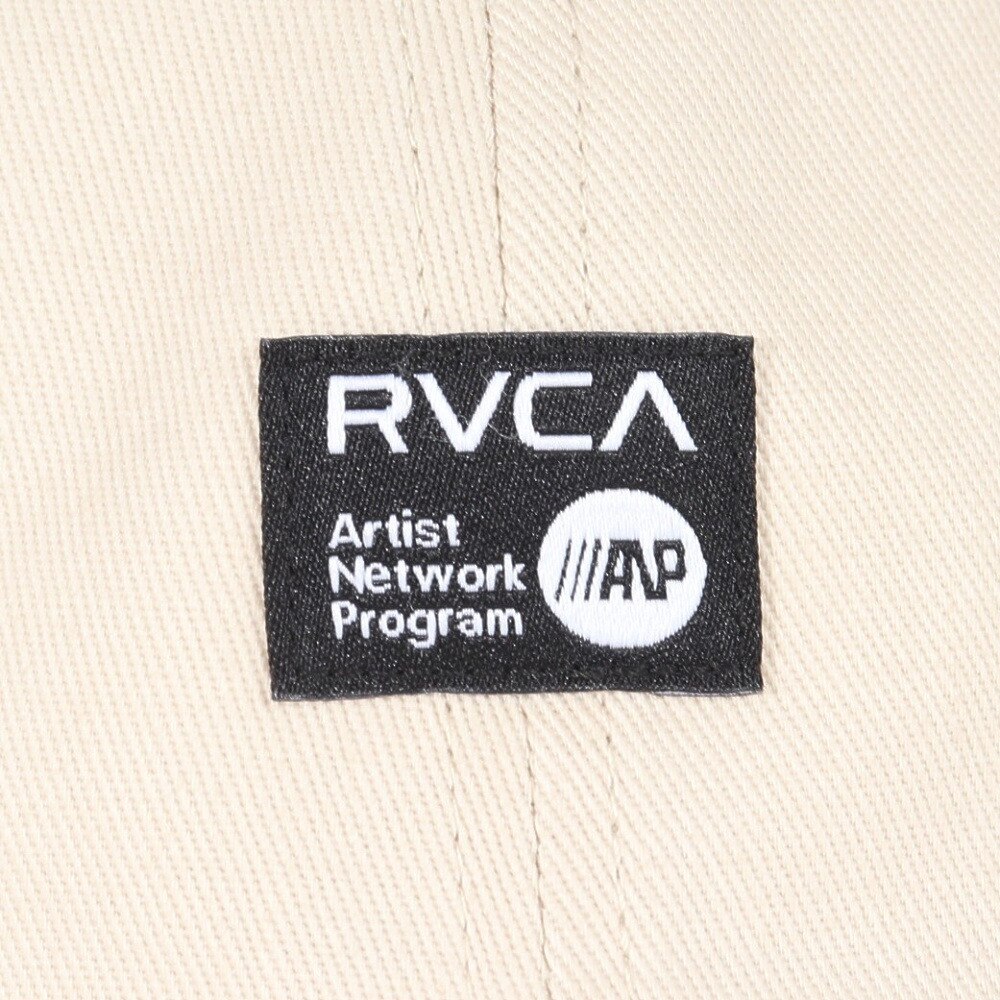 RVCA
Artist
Network
Program
ANP